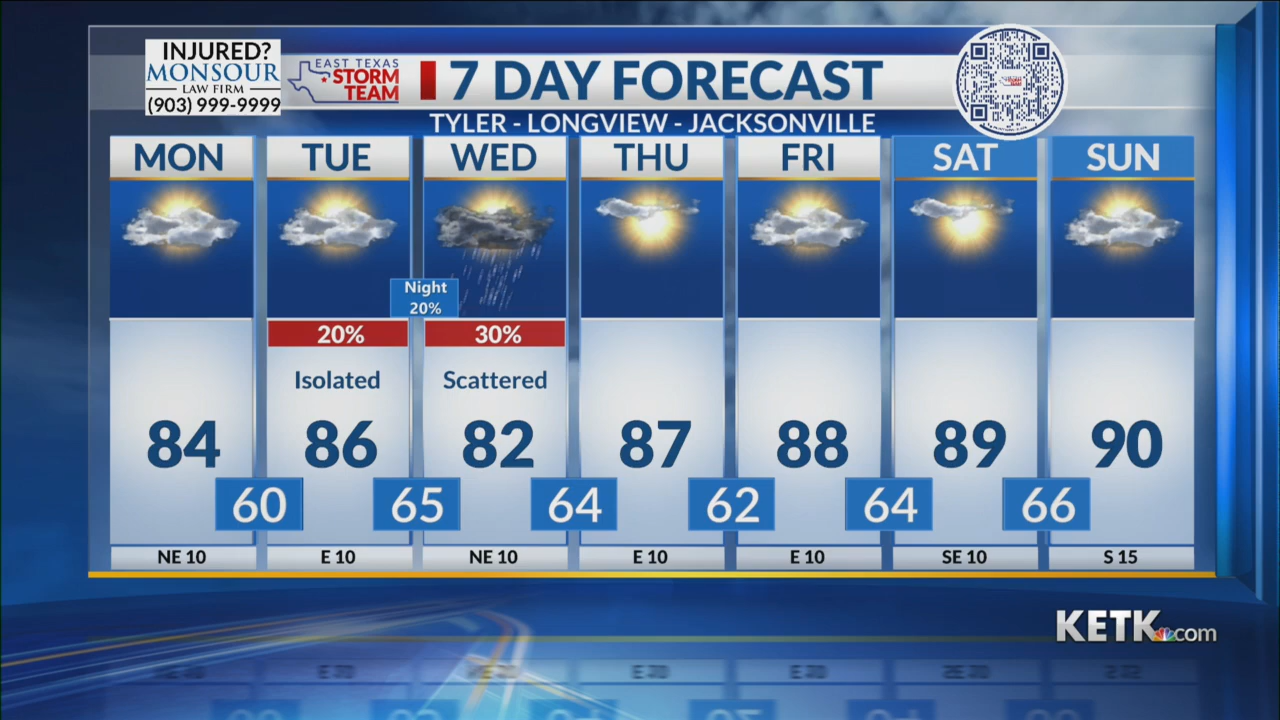 INJURED?
MONSOUR
LAW FIRM
(903) 999-9999
EAST TEXAS
STORM
TEAM
7 DAY FORECAST
TYLER - LONGVIEW - JACKSONVILLE
MON TUE WED THU FRI SAT SUN
Night
20%
20% 30%
Isolated Scattered
84 86 82 87 88 89 90
60 65 64 62 64 66
NE 10 E 10 NE 10 E 10 E 10 SE 10 S 15
KETK.com